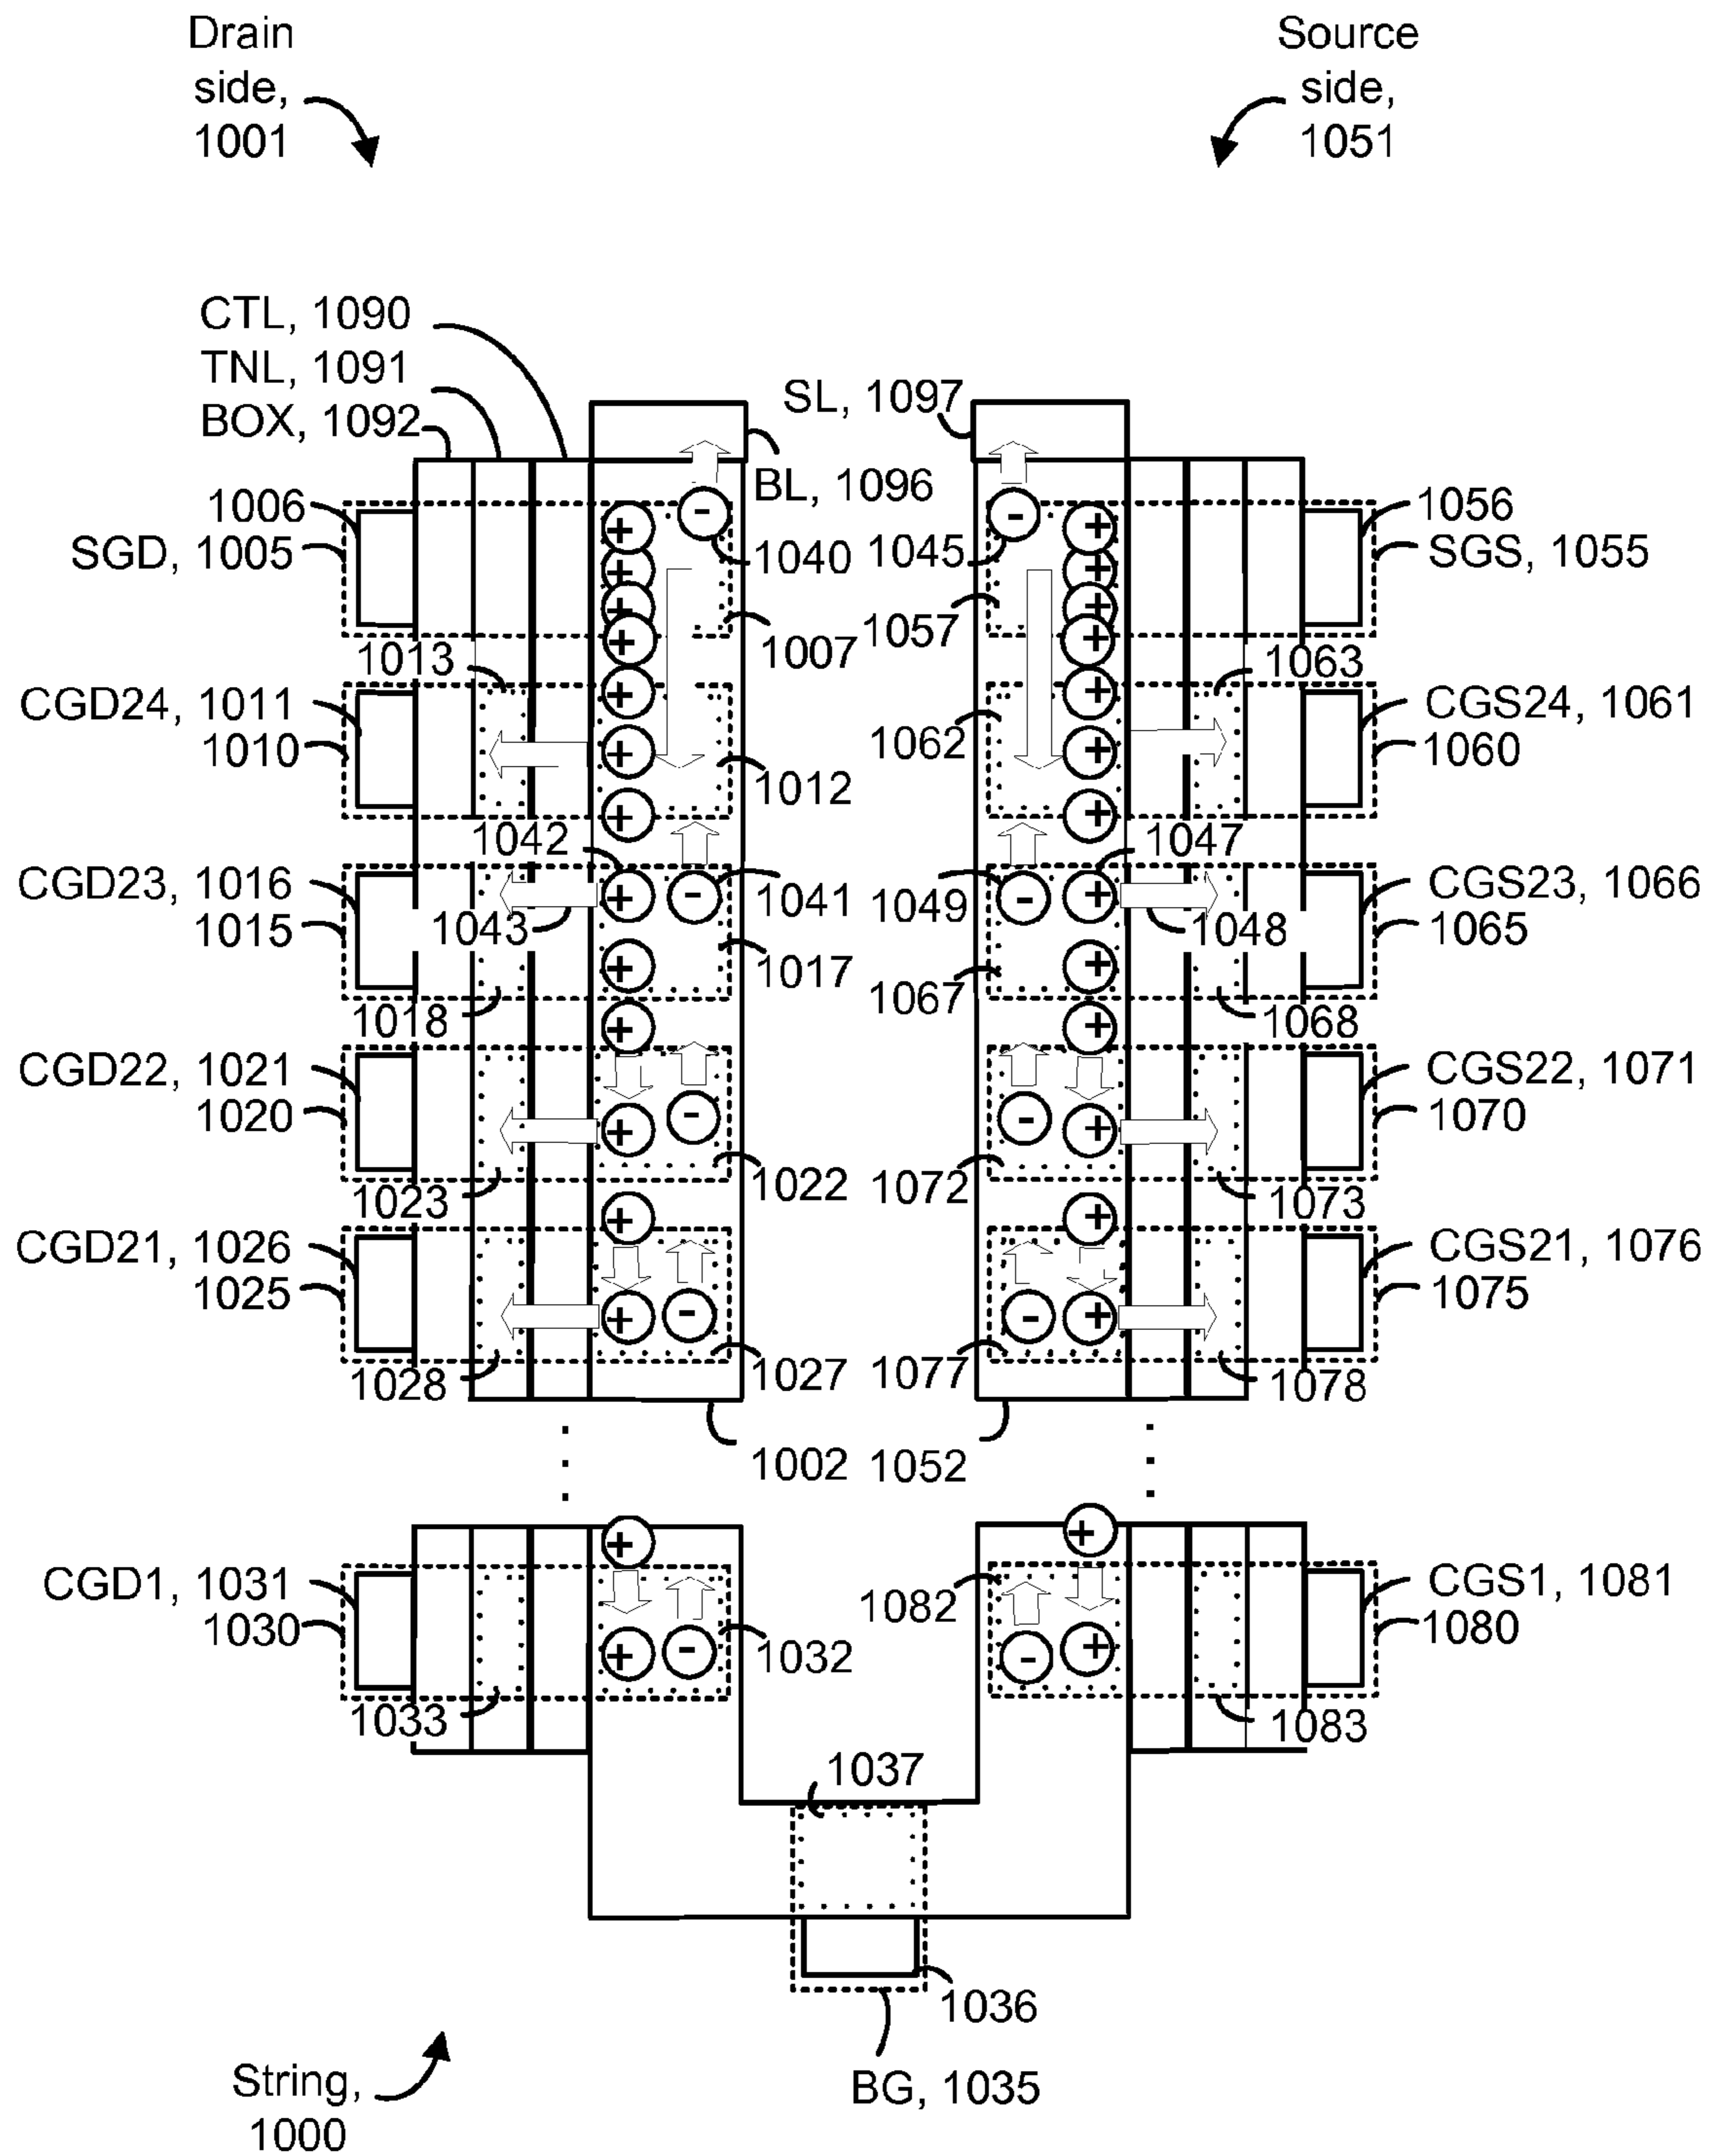 Drain
side,
1001
Source
side,
1051
CTL, 1090
TNL, 1091
BOX, 1092
SL, 1097
BL, 1096
1006
SGD, 1005
1040
1045
1056
SGS, 1055
1007
1057
1013
1063
CGD24, 1011
1010
1012
1062
CGS24, 1061
1060
1042
1047
CGD23, 1016
1015
1043
1041
1049
1048
CGS23, 1066
1065
1017
1067
1018
1068
CGD22, 1021
1020
CGS22, 1071
1070
1022
1072
1023
1073
CGD21, 1026
1025
CGS21, 1076
1075
1027
1077
1028
1078
1002
1052
CGD1, 1031
1030
1032
1082
CGS1, 1081
1080
1033
1083
1037
1036
BG, 1035
String,
1000